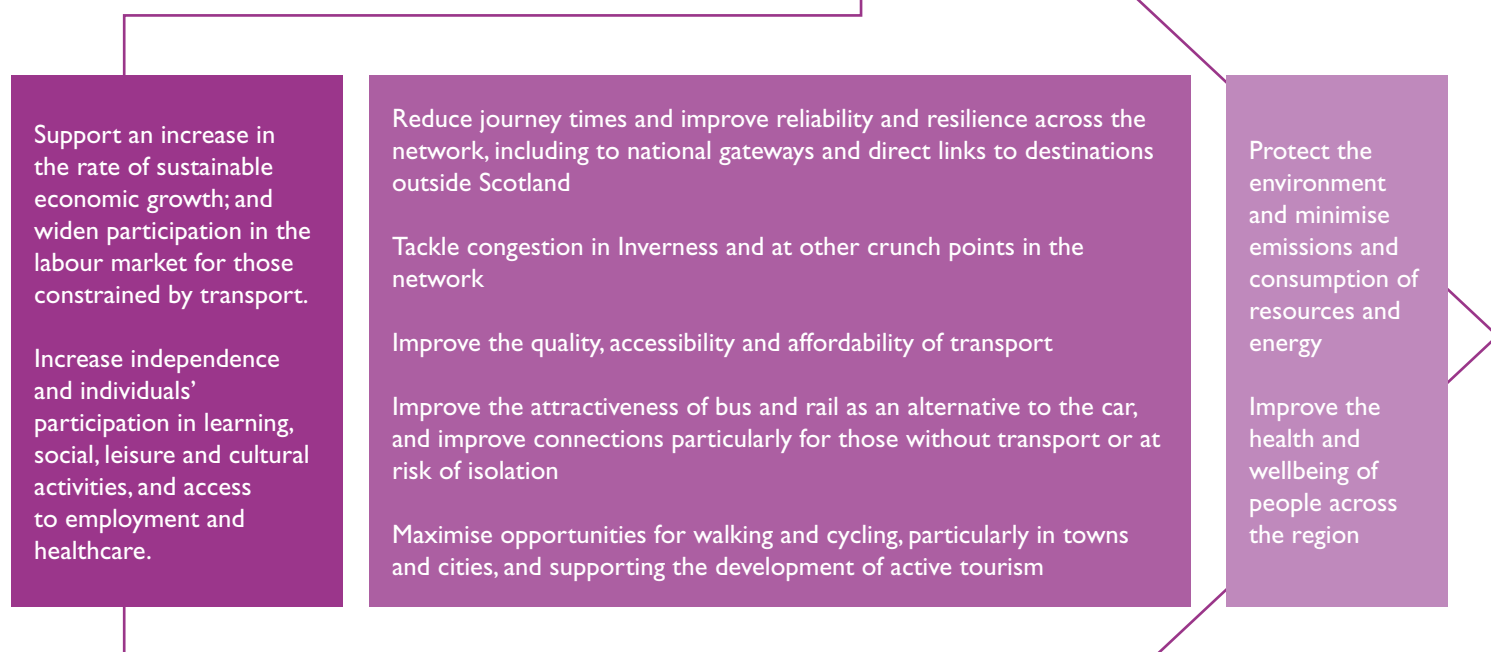 Support an increase in
the rate of sustainable
economic growth; and
widen participation in the
labour market for those
constrained by transport.
Increase independence
and individuals’
participation in learning,
social, leisure and cultural
activities, and access
to employment and
healthcare.
Reduce journey times and improve reliability and resilience across the
network, including to national gateways and direct links to destinations
outside Scotland
Tackle congestion in Inverness and at other crunch points in the
network
Improve the quality, accessibility and affordability of transport
Improve the attractiveness of bus and rail as an alternative to the car,
and improve connections particularly for those without transport or at
risk of isolation
Maximise opportunities for walking and cycling, particularly in towns
and cities, and supporting the development of active tourism
Protect the
environment
and minimise
emissions and
consumption of
resources and
energy
Improve the
health and
wellbeing of
people across
the region